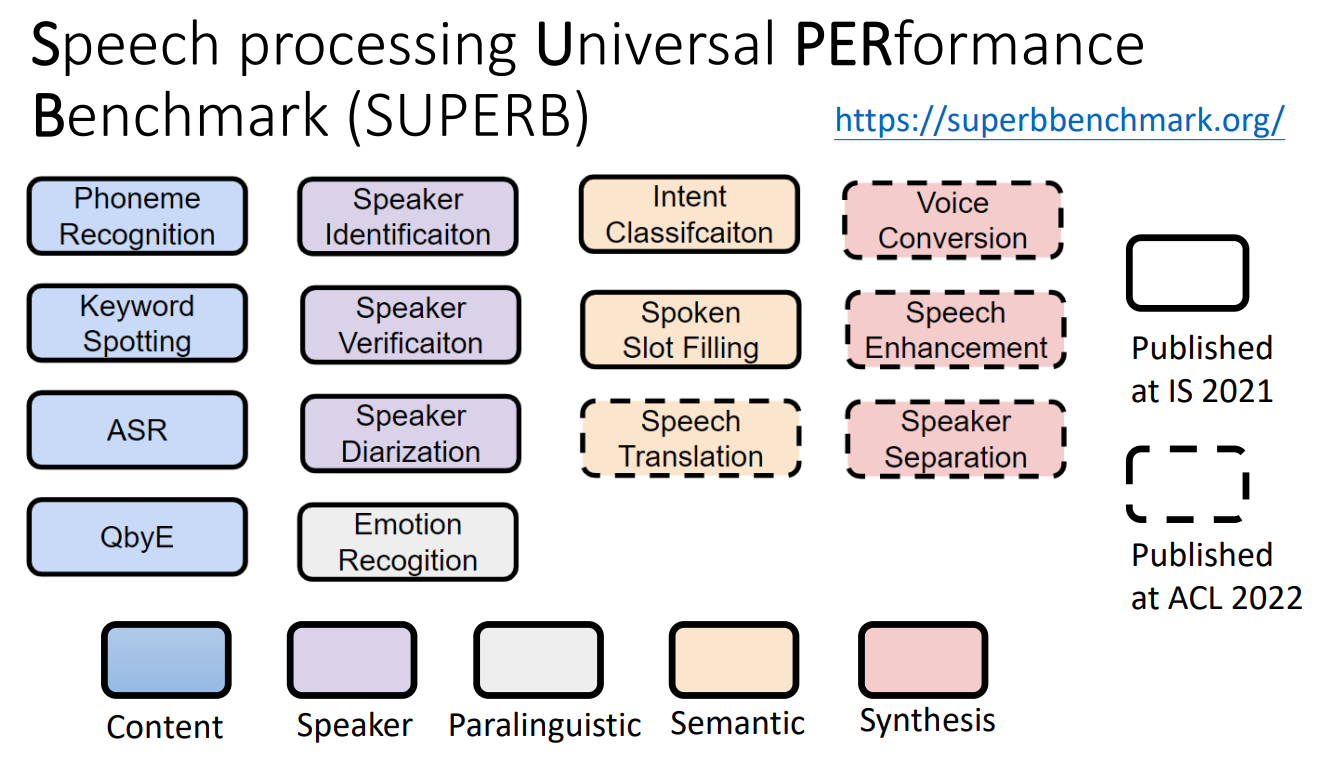 Speech processing Universal PERformance
Benchmark (SUPERB)
https://superbbenchmark.org/
Phoneme
Recognition
Speaker
Identificaiton
Intent
Classifcaiton
Voice
Conversion
Keyword
Spotting
Speaker
Verificaiton
Spoken
Slot Filling
Speech
Enhancement
ASR
Speaker
Diarization
Speech
Translation
Speaker
Separation
QbyE
Emotion
Recogition
Published
at IS 2021
Published
at ACL 2022
Content
Speaker
Paralinguistic
Semantic
Synthesis